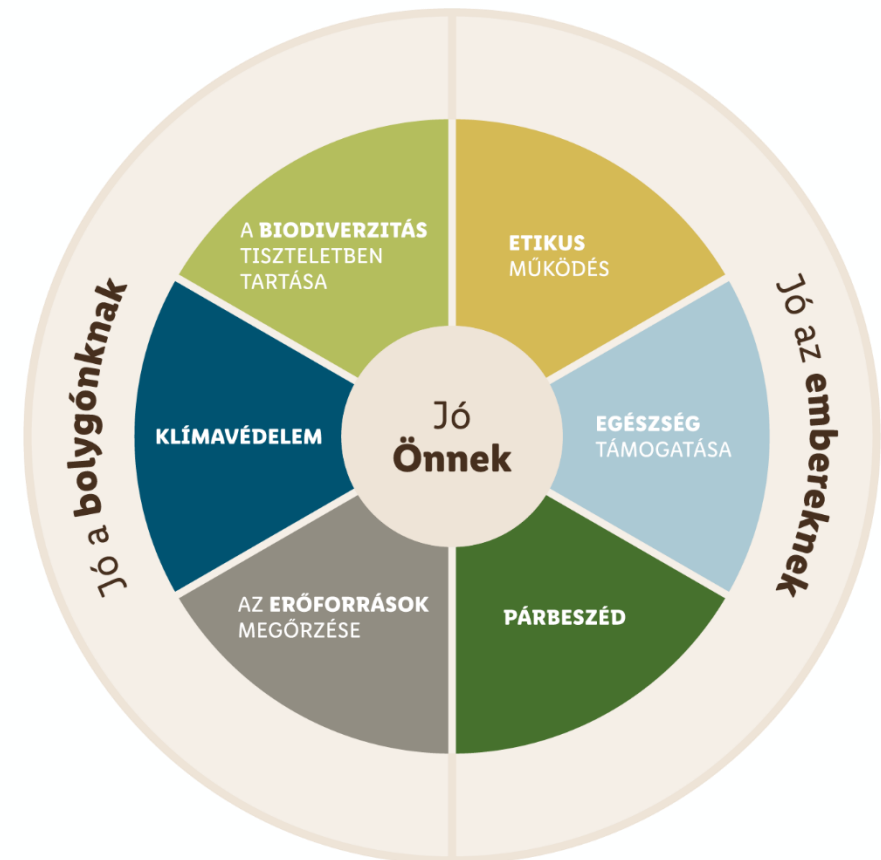 A BIODIVERZITÁS
TISZTELETBEN
TARTÁSA
ETIKUS
MŰKÖDÉS
Jó a bolygónknak
KLÍMAVÉDELEM
Jó
Önnek
EGÉSZSÉG
TÁMOGATÁSA
Jó az embereknek
AZ ERŐFORRÁSOK
MEGŐRZÉSE
PÁRBESZÉD